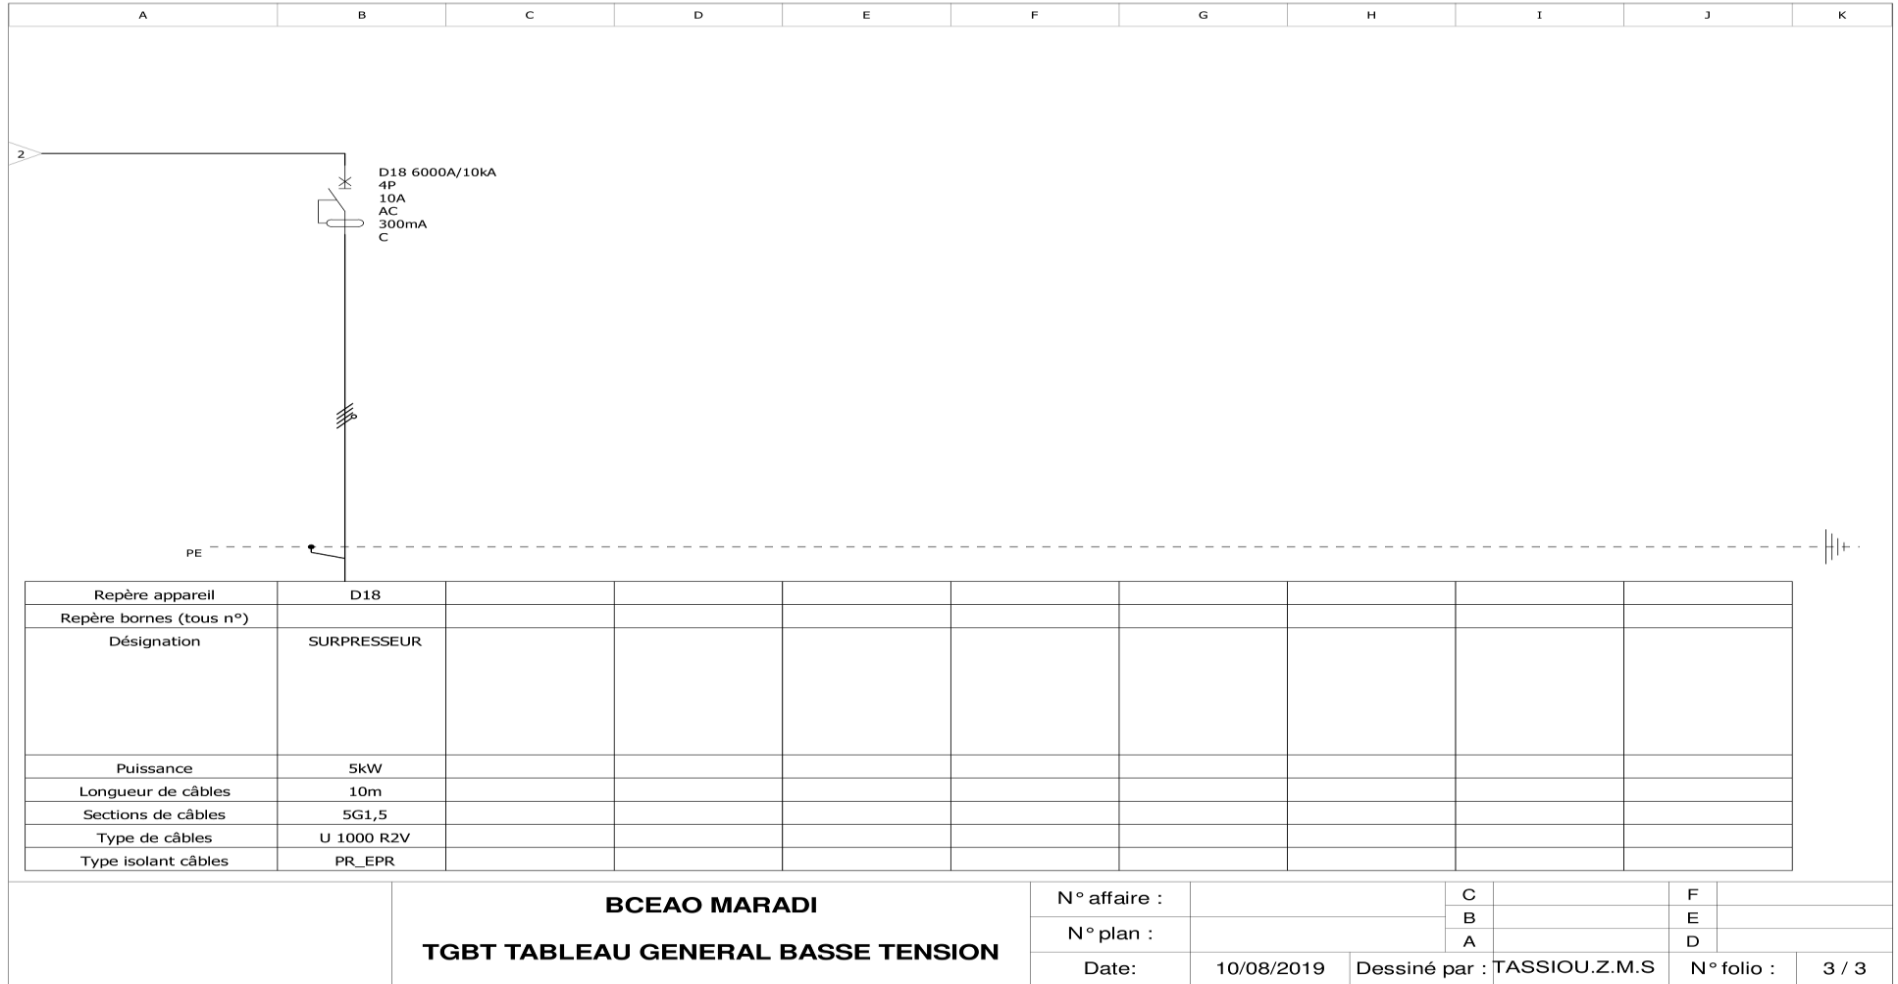 A B C D E F G H I J K
2
D18 6000A/10kA
4P
10A
AC
300mA
C
PE
Repère appareil D18
Repère bornes (tous n°)
Désignation SURPRESSEUR
Puissance 5kW
Longueur de câbles 10m
Sections de câbles 5G1,5
Type de câbles U 1000 R2V
Type isolant câbles PR_EPR
BCEAO MARADI
TGBT TABLEAU GENERAL BASSE TENSION
N° affaire : C F
B E
N° plan :
A D
Date: 10/08/2019 Dessiné par : TASSIOU.Z.M.S N° folio : 3 / 3